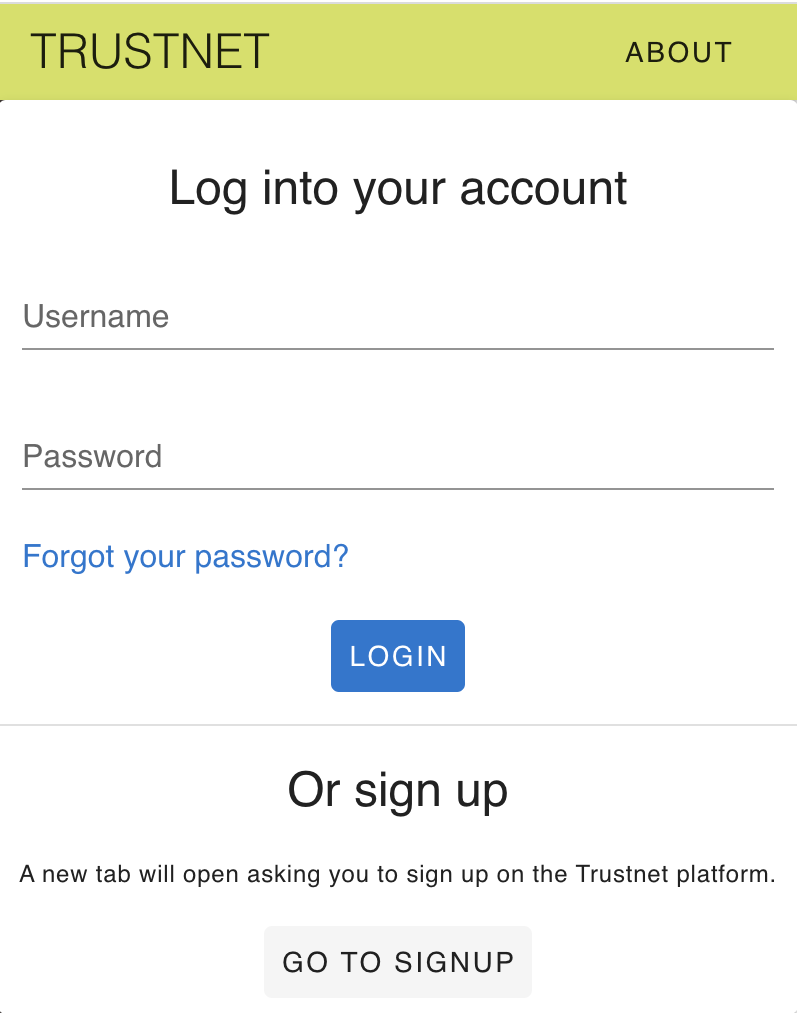 TRUSTNET ABOUT
Log into your account
Username
Password
Forgot your password?
LOGIN
Or sign up
A new tab will open asking you to sign up on the Trustnet platform.
GO TO SIGNUP